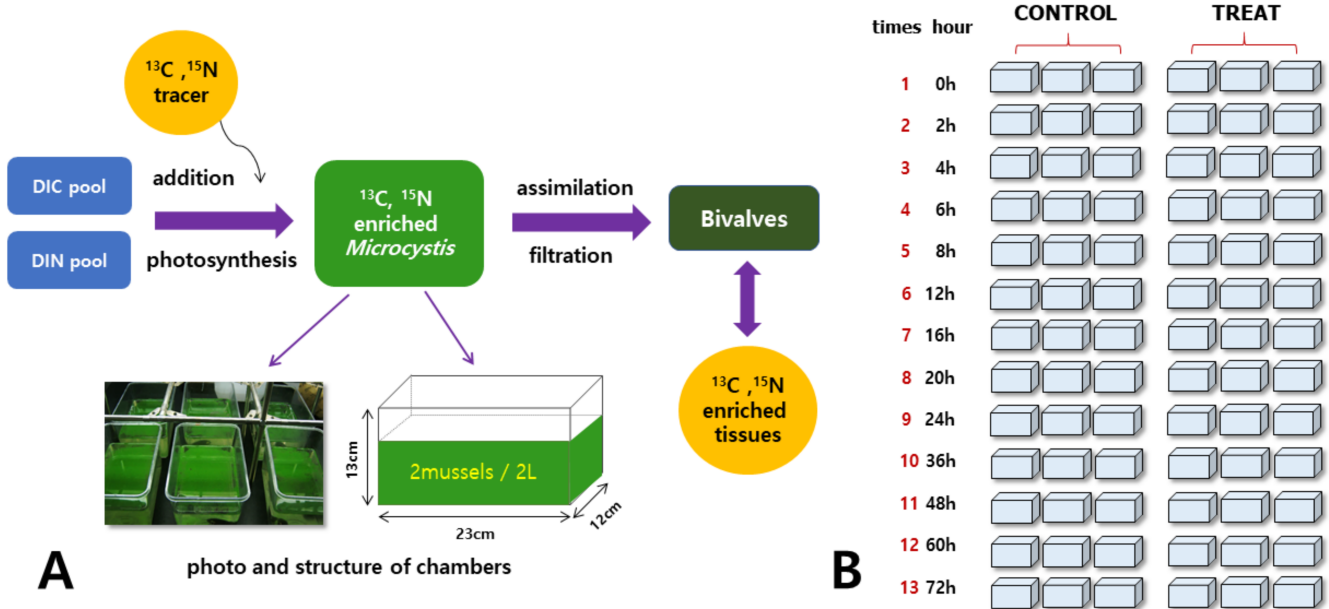 ¹³C ,¹⁵N
tracer
DIC pool
DIN pool
addition
photosynthesis
¹³C, ¹⁵N
enriched
Microcystis
assimilation
filtration
Bivalves
¹³C ,¹⁵N
enriched
tissues
13cm
2mussels / 2L
12cm
23cm
photo and structure of chambers
A
times hour
CONTROL
TREAT
1 0h
2 2h
3 4h
4 6h
5 8h
6 12h
7 16h
8 20h
9 24h
10 36h
11 48h
12 60h
13 72h
B